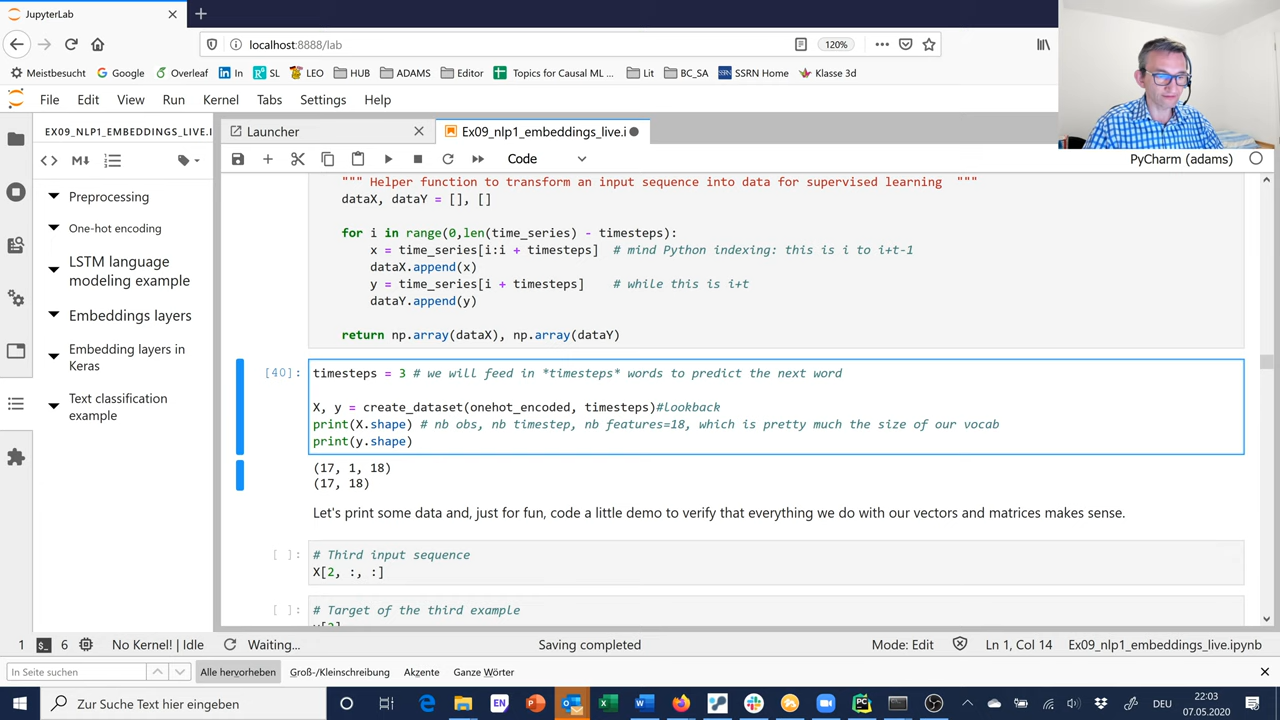 JupyterLab
localhost:8888/lab
120%
Meistbesucht
Google
Overleaf
In
SL
LEO
HUB
ADAMS
Editor
Topics for Causal ML ...
Lit
BC_SA
SSRN Home
Klasse 3d
File Edit View Run Kernel Tabs Settings Help
EX09_NLP1_EMBEDDINGS_LIVE.I
Launcher
Ex09_nlp1_embeddings_live.i
Code
PyCharm (adams)
Preprocessing
One-hot encoding
LSTM language
modeling example
Embeddings layers
Embedding layers in
Keras
Text classification
example
""" Helper function to transform an input sequence into data for supervised learning """
dataX, dataY = [], []
for i in range(0,len(time_series) - timesteps):
x = time_series[i:i + timesteps] # mind Python indexing: this is i to i+t-1
dataX.append(x)
y = time_series[i + timesteps] # while this is i+t
dataY.append(y)
return np.array(dataX), np.array(dataY)
[40]:
timesteps = 3 # we will feed in *timesteps* words to predict the next word
X, y = create_dataset(onehot_encoded, timesteps)#lookback
print(X.shape) # nb obs, nb timestep, nb features=18, which is pretty much the size of our vocab
print(y.shape)
(17, 1, 18)
(17, 18)
Let's print some data and, just for fun, code a little demo to verify that everything we do with our vectors and matrices makes sense.
[ ]:
# Third input sequence
X[2, :, :]
[ ]:
# Target of the third example
1 6 No Kernel! | Idle Waiting... Saving completed Mode: Edit Ln 1, Col 14 Ex09_nlp1_embeddings_live.ipynb
In Seite suchen Alle hervorheben Groß-/Kleinschreibung Akzente Ganze Wörter
Zur Suche Text hier eingeben
EN
DEU
22:03
07.05.2020